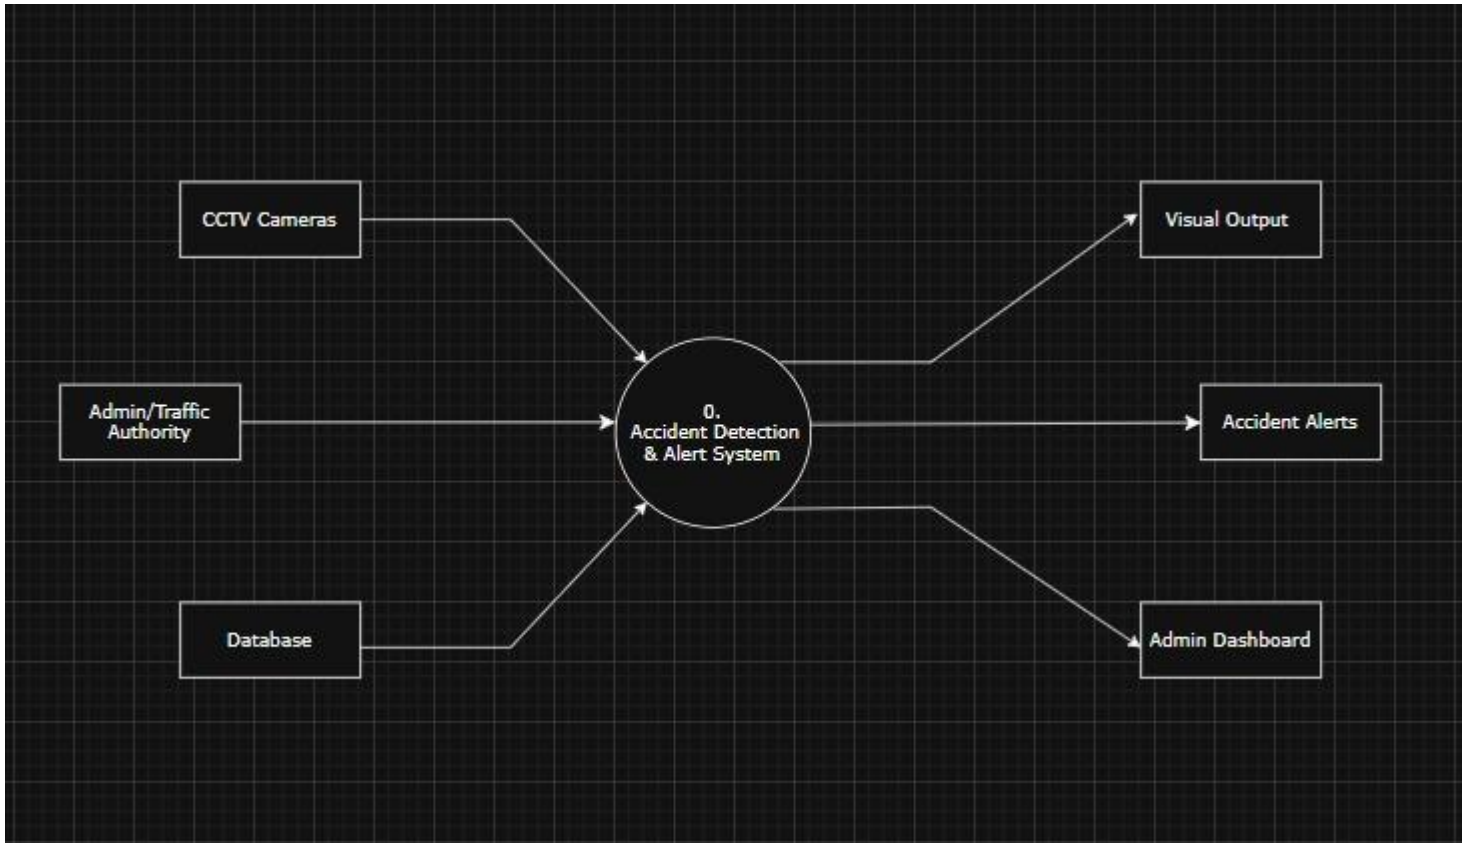 CCTV Cameras
Visual Output
Admin/Traffic
Authority
0.
Accident Detection
& Alert System
Accident Alerts
Database
Admin Dashboard